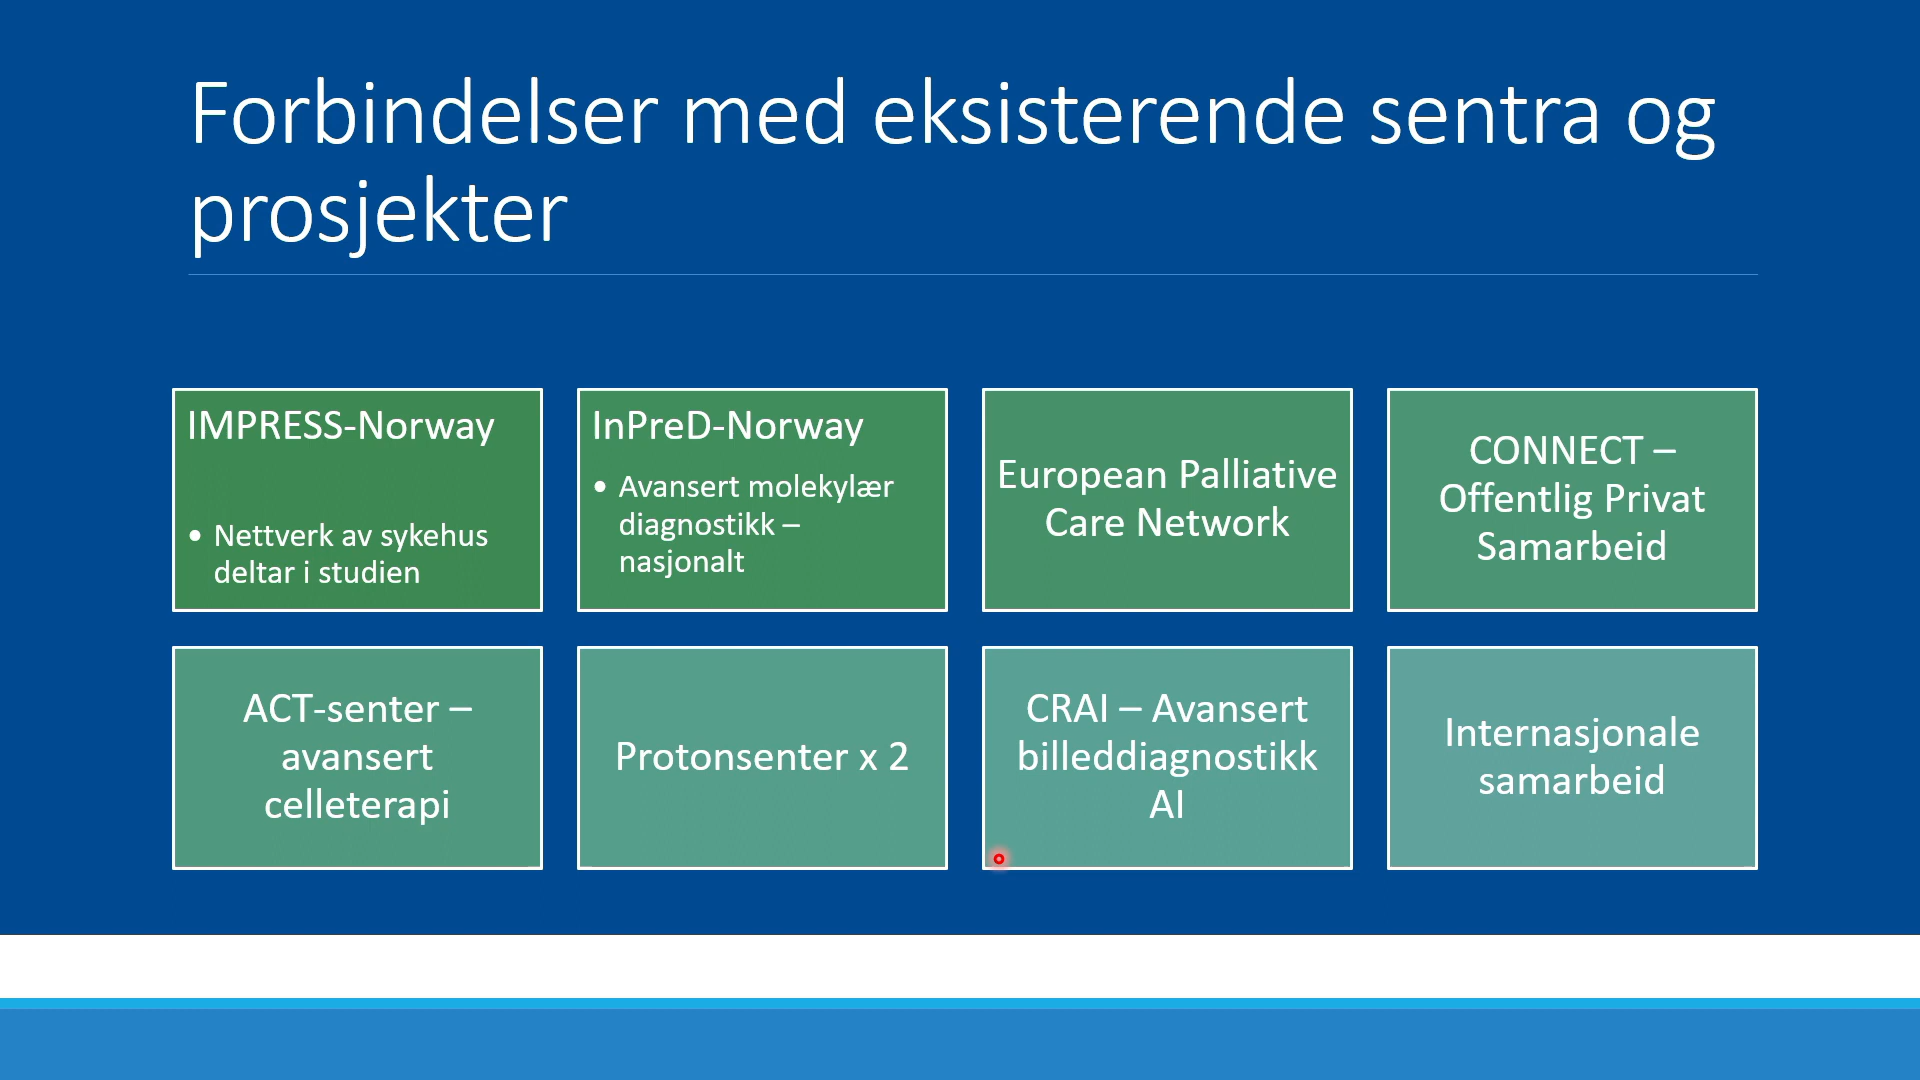 Forbindelser med eksisterende sentra og
prosjekter
IMPRESS-Norway
• Nettverk av sykehus
deltar i studien
InPreD-Norway
• Avansert molekylær
diagnostikk –
nasjonalt
European Palliative
Care Network
CONNECT –
Offentlig Privat
Samarbeid
ACT-senter –
avansert
celleterapi
Protonsenter x 2
CRAI – Avansert
billeddiagnostikk
AI
Internasjonale
samarbeid